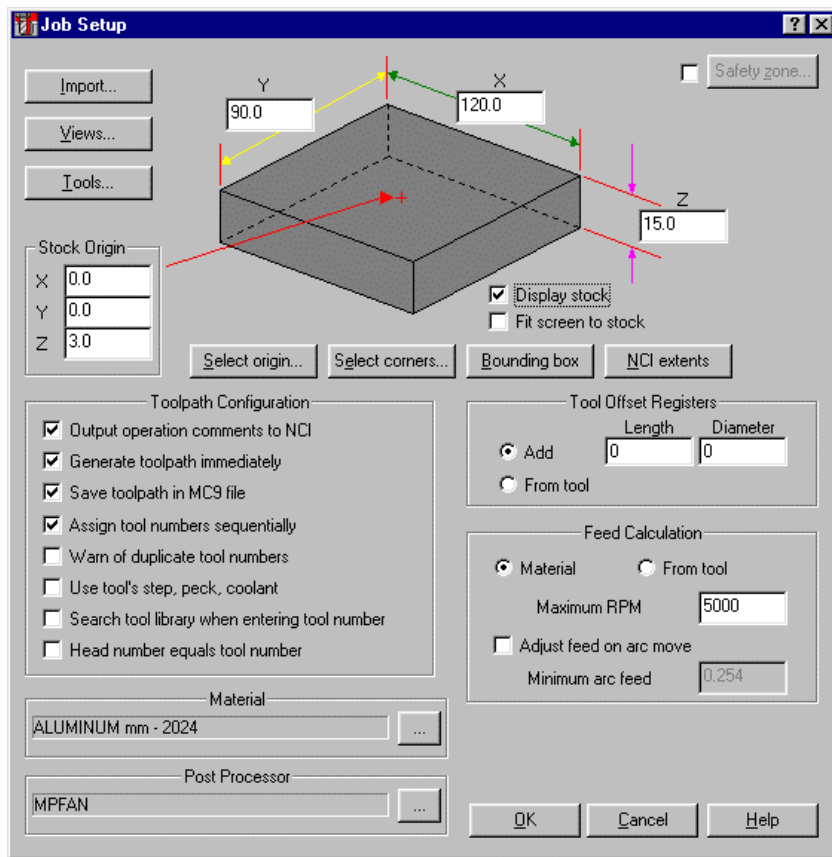 Job Setup
Import...
Views...
Tools...
Y
90.0
X
120.0
Safety zone...
Z
15.0
Stock Origin
X 0.0
Y 0.0
Z 3.0
Display stock
Fit screen to stock
Select origin...
Select corners...
Bounding box
NCI extents
Toolpath Configuration
Output operation comments to NCI
Generate toolpath immediately
Save toolpath in MC9 file
Assign tool numbers sequentially
Warn of duplicate tool numbers
Use tool's step, peck, coolant
Search tool library when entering tool number
Head number equals tool number
Tool Offset Registers
Length Diameter
Add 0 0
From tool
Feed Calculation
Material From tool
Maximum RPM 5000
Adjust feed on arc move
Minimum arc feed 0.254
Material
ALUMINUM mm - 2024 ...
Post Processor
MPFAN ...
OK Cancel Help